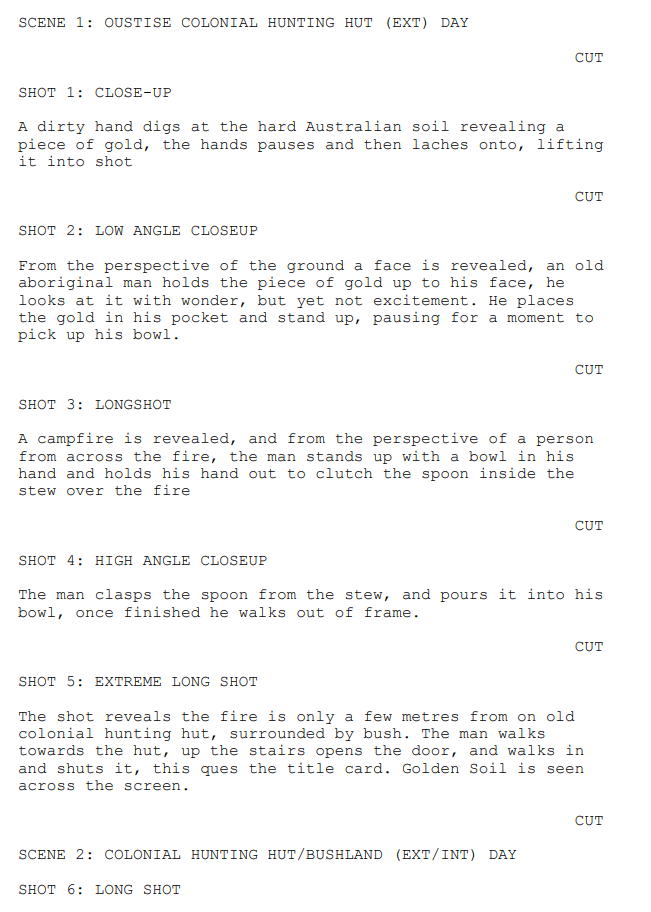 SCENE 1: OUSTISE COLONIAL HUNTING HUT (EXT) DAY
CUT
SHOT 1: CLOSE-UP
A dirty hand digs at the hard Australian soil revealing a
piece of gold, the hands pauses and then laches onto, lifting
it into shot
CUT
SHOT 2: LOW ANGLE CLOSEUP
From the perspective of the ground a face is revealed, an old
aboriginal man holds the piece of gold up to his face, he
looks at it with wonder, but yet not excitement. He places
the gold in his pocket and stand up, pausing for a moment to
pick up his bowl.
CUT
SHOT 3: LONGSHOT
A campfire is revealed, and from the perspective of a person
from across the fire, the man stands up with a bowl in his
hand and holds his hand out to clutch the spoon inside the
stew over the fire
CUT
SHOT 4: HIGH ANGLE CLOSEUP
The man clasps the spoon from the stew, and pours it into his
bowl, once finished he walks out of frame.
CUT
SHOT 5: EXTREME LONG SHOT
The shot reveals the fire is only a few metres from on old
colonial hunting hut, surrounded by bush. The man walks
towards the hut, up the stairs opens the door, and walks in
and shuts it, this ques the title card. Golden Soil is seen
across the screen.
CUT
SCENE 2: COLONIAL HUNTING HUT/BUSHLAND (EXT/INT) DAY
SHOT 6: LONG SHOT